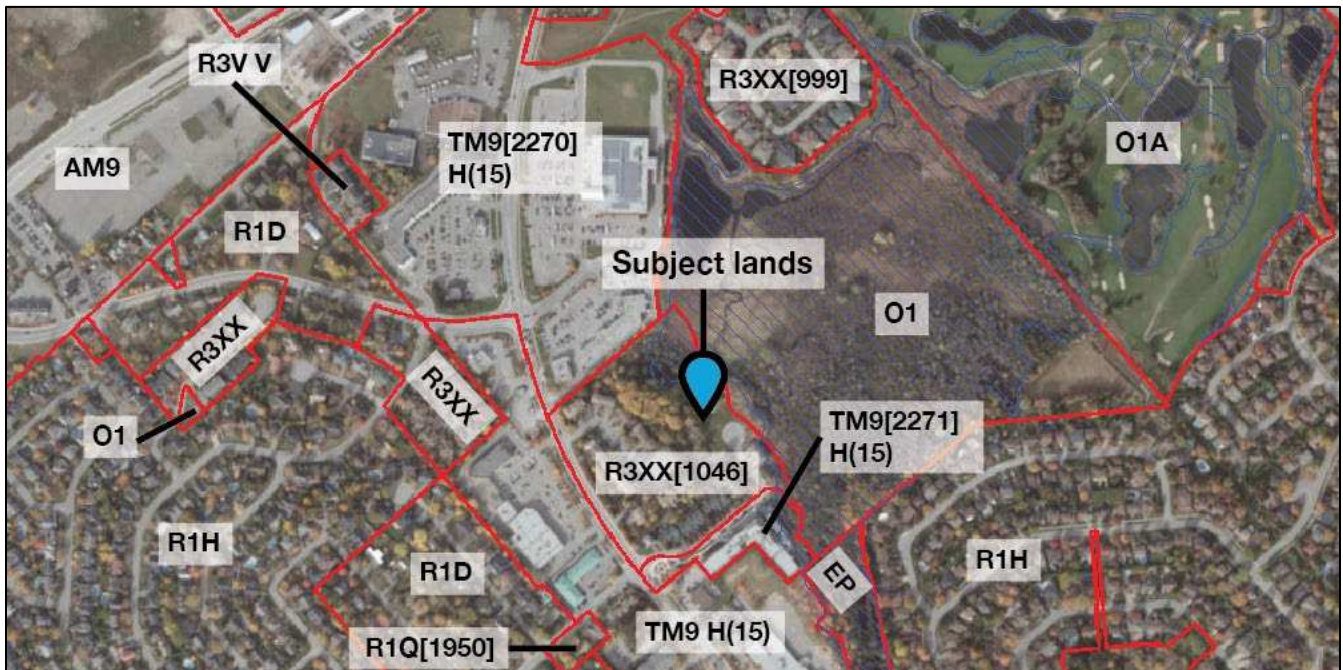 R3V V
R3XX[999]
TM9[2270]
H(15)
O1A
AM9
R1D
Subject lands
O1
R3XX
R3XX
TM9[2271]
H(15)
O1
R3XX[1046]
R1H
R1D
EP
R1H
TM9 H(15)
R1Q[1950]